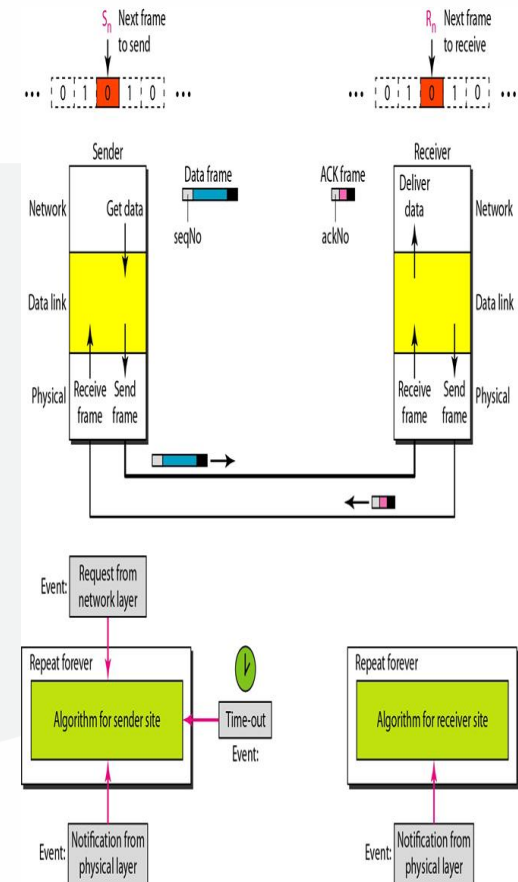 Sn Next frame
to send
Rn Next frame
to receive
... 0 1 0 1 0 ...
... 0 1 0 1 0 ...
Sender
Receiver
Network
Get data
Data frame
seqNo
ACK frame
ackNo
Deliver
data
Network
Data link
Data link
Physical
Receive
frame
Send
frame
Receive
frame
Send
frame
Physical
Event:
Request from
network layer
Repeat forever
Algorithm for sender site
Time-out
Event:
Repeat forever
Algorithm for receiver site
Event:
Notification from
physical layer
Event:
Notification from
physical layer